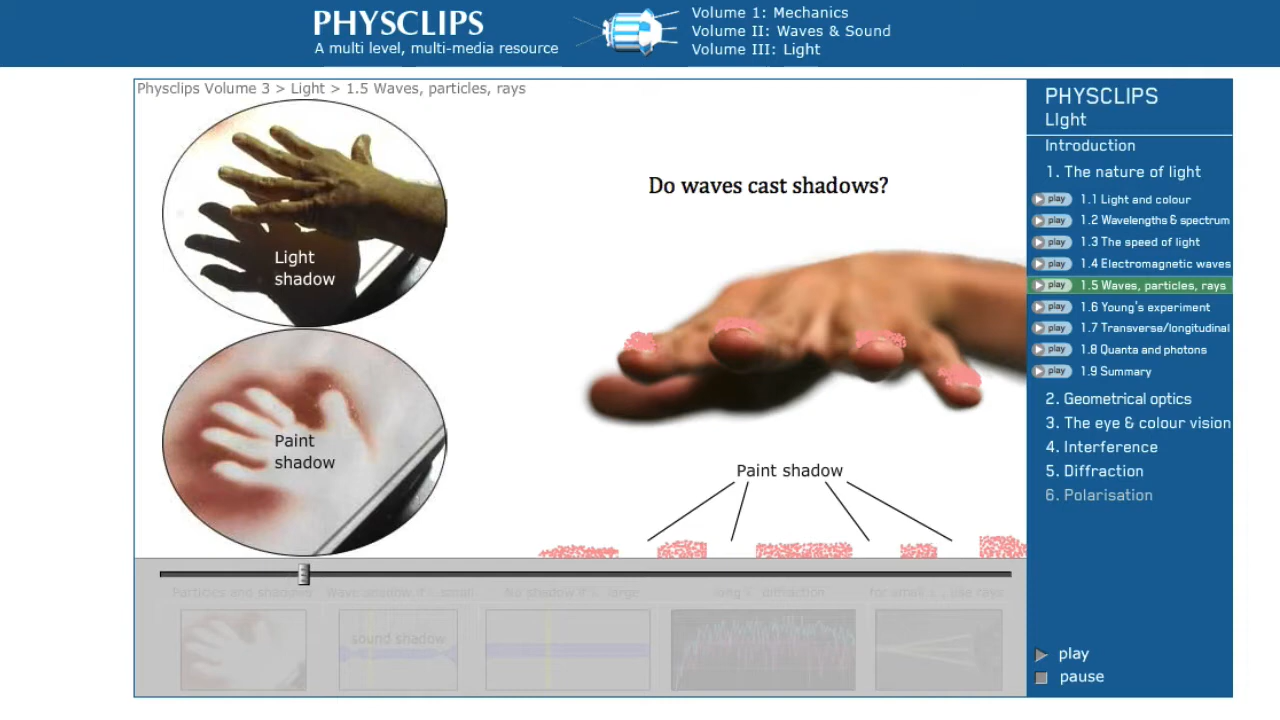 PHYSCLIPS
A multi level, multi-media resource
Volume 1: Mechanics
Volume II: Waves & Sound
Volume III: Light
Physclips Volume 3 > Light > 1.5 Waves, particles, rays
Light
shadow
Paint
shadow
Do waves cast shadows?
Paint shadow
Particles and shadows
sound shadow
PHYSCLIPS
LIght
Introduction
1. The nature of light
play 1.1 Light and colour
play 1.2 Wavelengths & spectrum
play 1.3 The speed of light
play 1.4 Electromagnetic waves
play 1.5 Waves, particles, rays
play 1.6 Young's experiment
play 1.7 Transverse/longitudinal
play 1.8 Quanta and photons
play 1.9 Summary
2. Geometrical optics
3. The eye & colour vision
4. Interference
5. Diffraction
6. Polarisation
play
pause